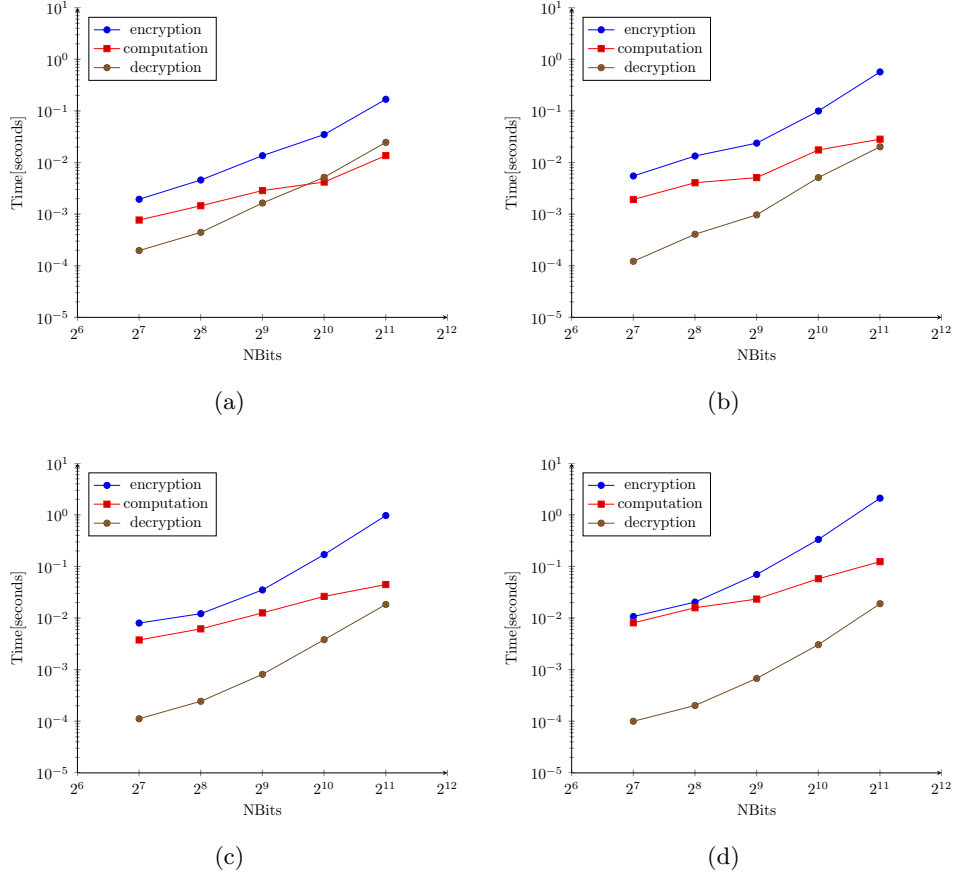 10^1
10^0
10^−1
10^−2
10^−3
10^−4
10^−5
Time[seconds]
encryption
computation
decryption
2^6 2^7 2^8 2^9 2^10 2^11 2^12
NBits
(a)
10^1
10^0
10^−1
10^−2
10^−3
10^−4
10^−5
Time[seconds]
encryption
computation
decryption
2^6 2^7 2^8 2^9 2^10 2^11 2^12
NBits
(b)
10^1
10^0
10^−1
10^−2
10^−3
10^−4
10^−5
Time[seconds]
encryption
computation
decryption
2^6 2^7 2^8 2^9 2^10 2^11 2^12
NBits
(c)
10^1
10^0
10^−1
10^−2
10^−3
10^−4
10^−5
Time[seconds]
encryption
computation
decryption
2^6 2^7 2^8 2^9 2^10 2^11 2^12
NBits
(d)